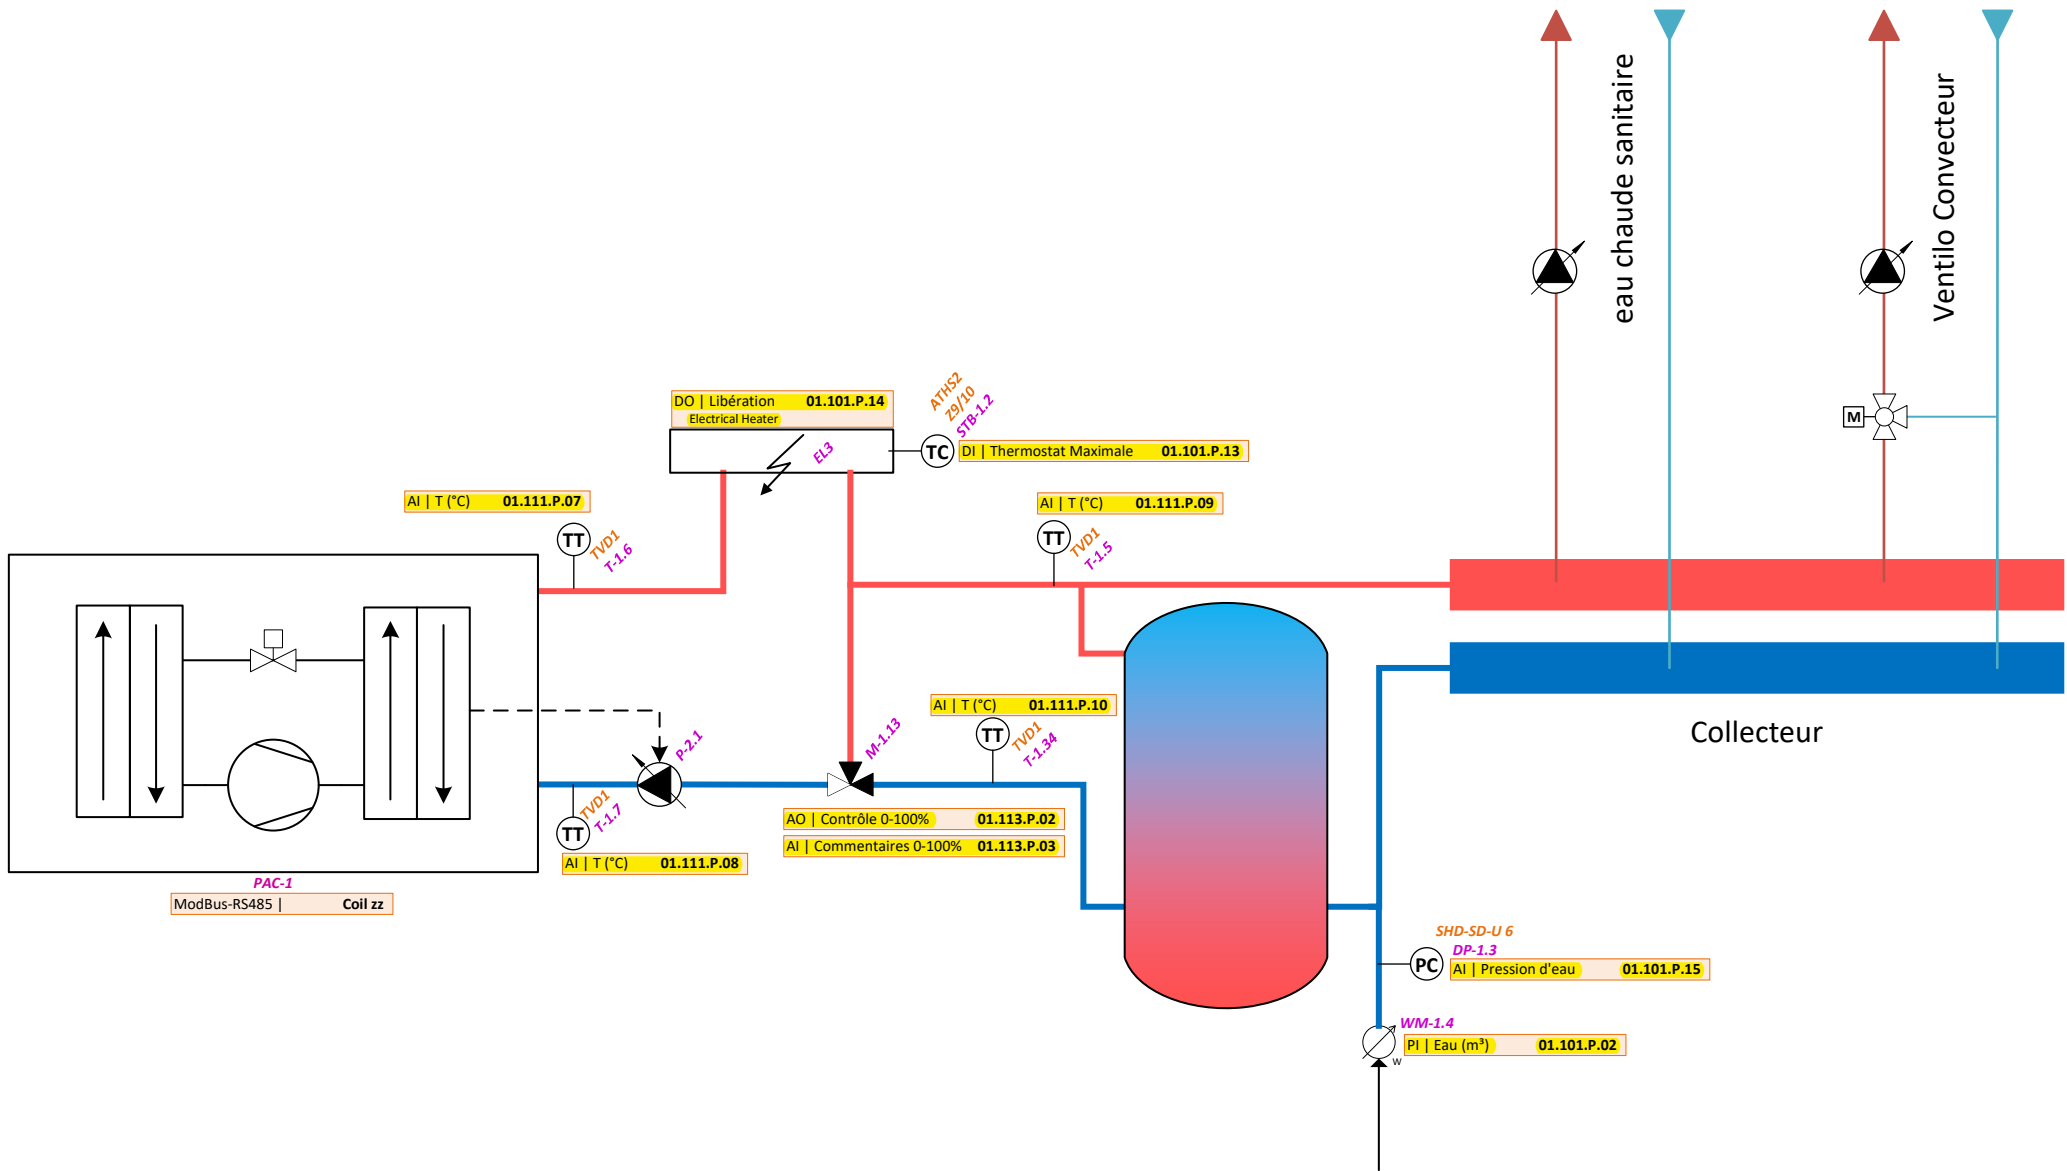 eau chaude sanitaire
Ventilo Convecteur
M
DO | Libération 01.101.P.14
Electrical Heater
EL3
ATHS2
Z9/10
STB-1.2
TC
DI | Thermostat Maximale 01.101.P.13
AI | T (°C) 01.111.P.07
TT
TVD1
T-1.6
AI | T (°C) 01.111.P.09
TT
TVD1
T-1.5
AI | T (°C) 01.111.P.10
TT
TVD1
T-1.34
P-2.1
M-1.13
Collecteur
TT
TVD1
T-1.7
AI | T (°C) 01.111.P.08
AO | Contrôle 0-100% 01.113.P.02
AI | Commentaires 0-100% 01.113.P.03
PAC-1
ModBus-RS485 | Coil zz
SHD-SD-U 6
DP-1.3
PC
AI | Pression d'eau 01.101.P.15
WM-1.4
PI | Eau (m³) 01.101.P.02
W